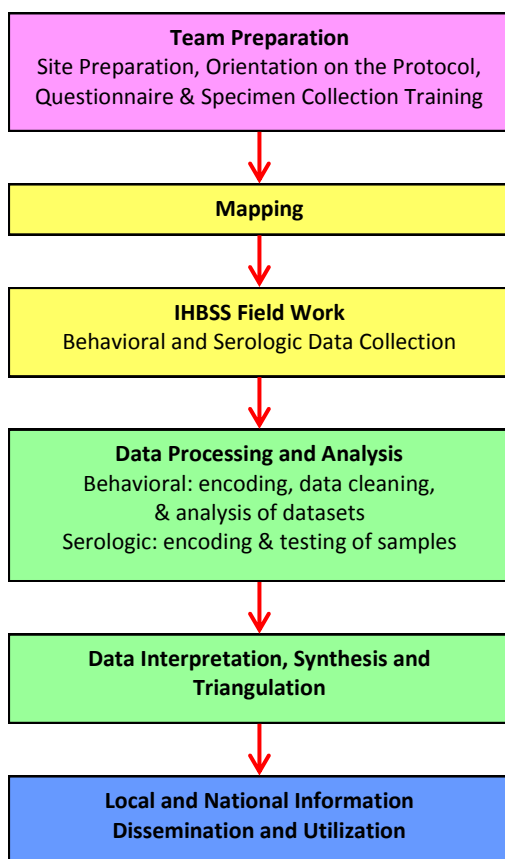 Team Preparation
Site Preparation, Orientation on the Protocol,
Questionnaire & Specimen Collection Training
Mapping
IHBSS Field Work
Behavioral and Serologic Data Collection
Data Processing and Analysis
Behavioral: encoding, data cleaning,
& analysis of datasets
Serologic: encoding & testing of samples
Data Interpretation, Synthesis and
Triangulation
Local and National Information
Dissemination and Utilization